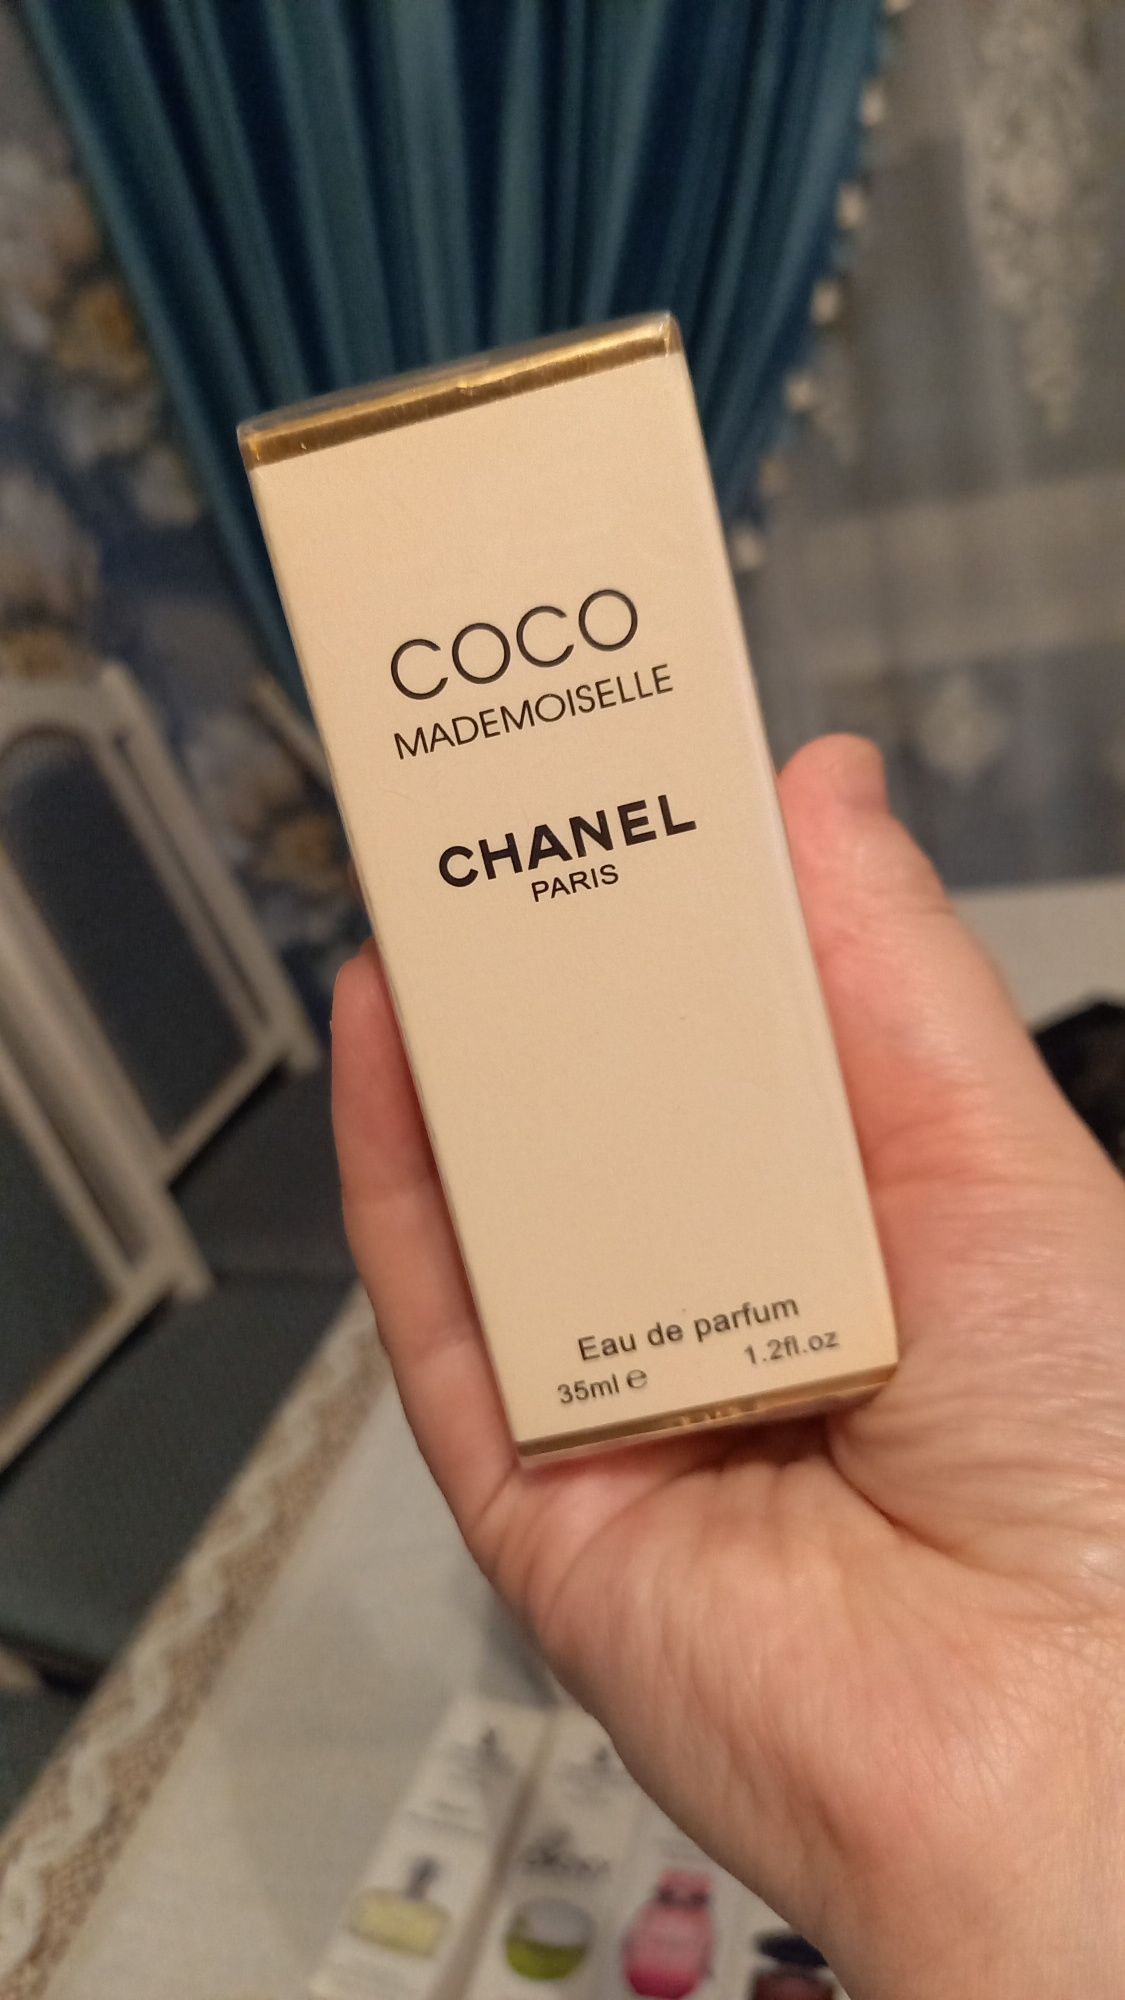 COCO
MADEMOISELLE
CHANEL
PARIS
Eau de parfum
35ml ℮ 1.2fl.oz